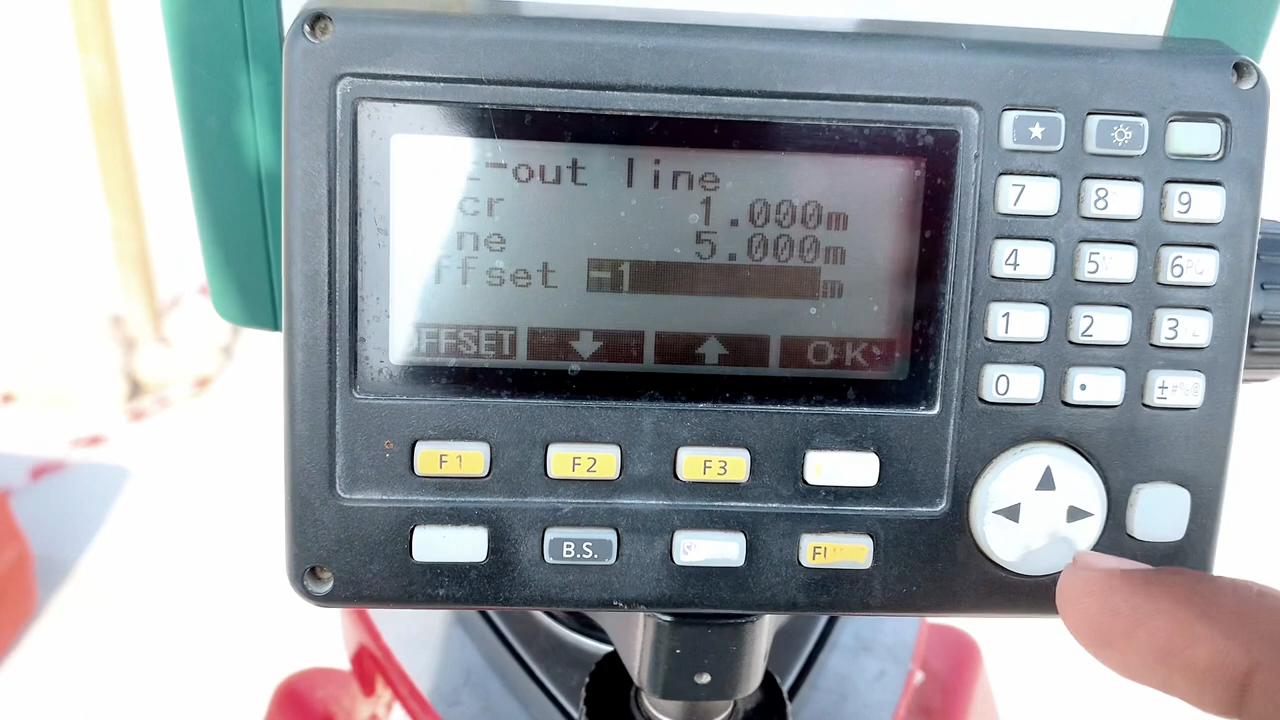 -out line
cr 1.000m
ne 5.000m
ffset -1 m
FFSET OK
7 8 9
4 5 6PQ
1 2 3
0 . ±#%@
F1 F2 F3
B.S.